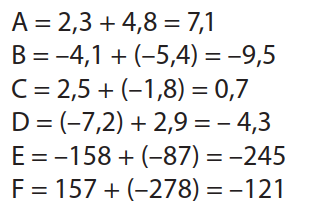 A = 2,3 + 4,8 = 7,1
B = –4,1 + (–5,4) = –9,5
C = 2,5 + (–1,8) = 0,7
D = (–7,2) + 2,9 = – 4,3
E = –158 + (–87) = –245
F = 157 + (–278) = –121